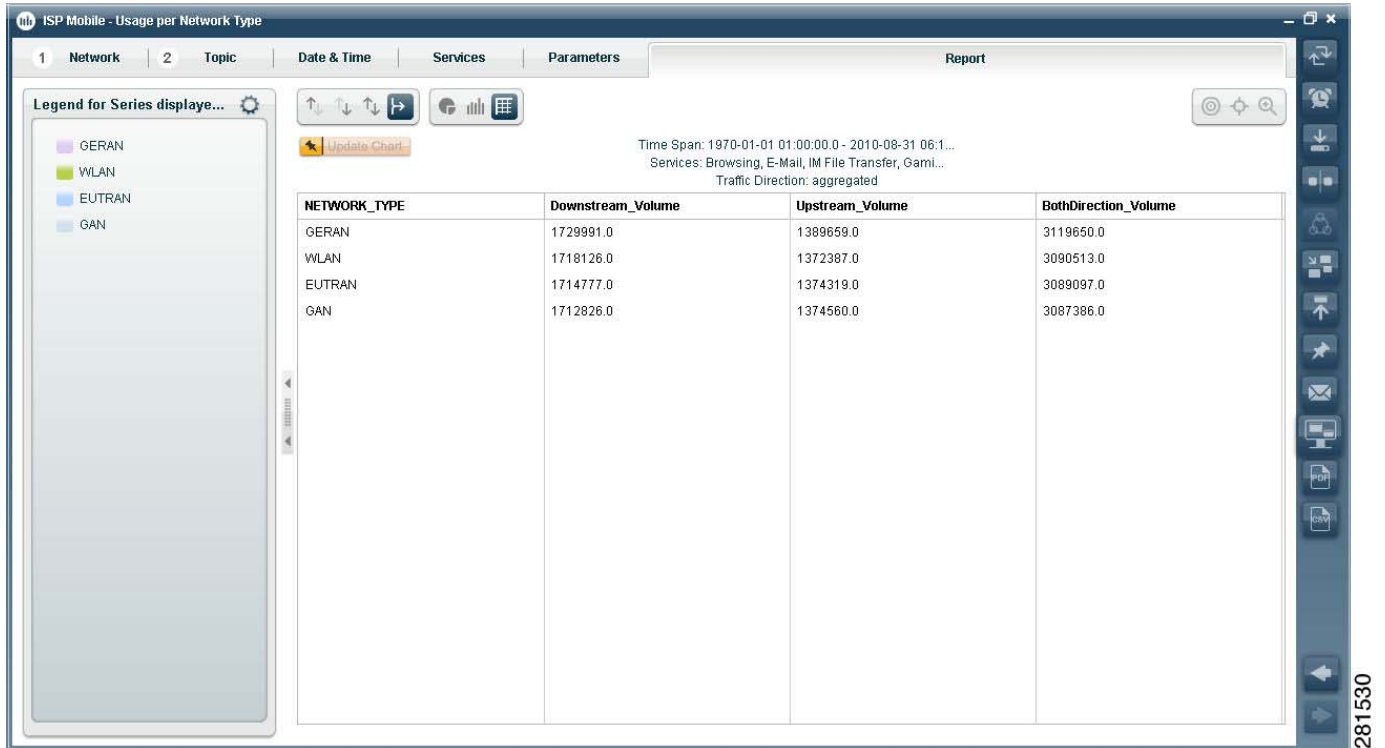 ISP Mobile - Usage per Network Type
1 Network 2 Topic Date & Time Services Parameters Report
Legend for Series displaye...
GERAN
WLAN
EUTRAN
GAN
Update Chart
Time Span: 1970-01-01 01:00:00.0 - 2010-08-31 06:1...
Services: Browsing, E-Mail, IM File Transfer, Gami...
Traffic Direction: aggregated
NETWORK_TYPE Downstream_Volume Upstream_Volume BothDirection_Volume
GERAN 1729991.0 1389659.0 3119650.0
WLAN 1718126.0 1372387.0 3090513.0
EUTRAN 1714777.0 1374319.0 3089097.0
GAN 1712826.0 1374560.0 3087386.0
PDF
CSV
281530